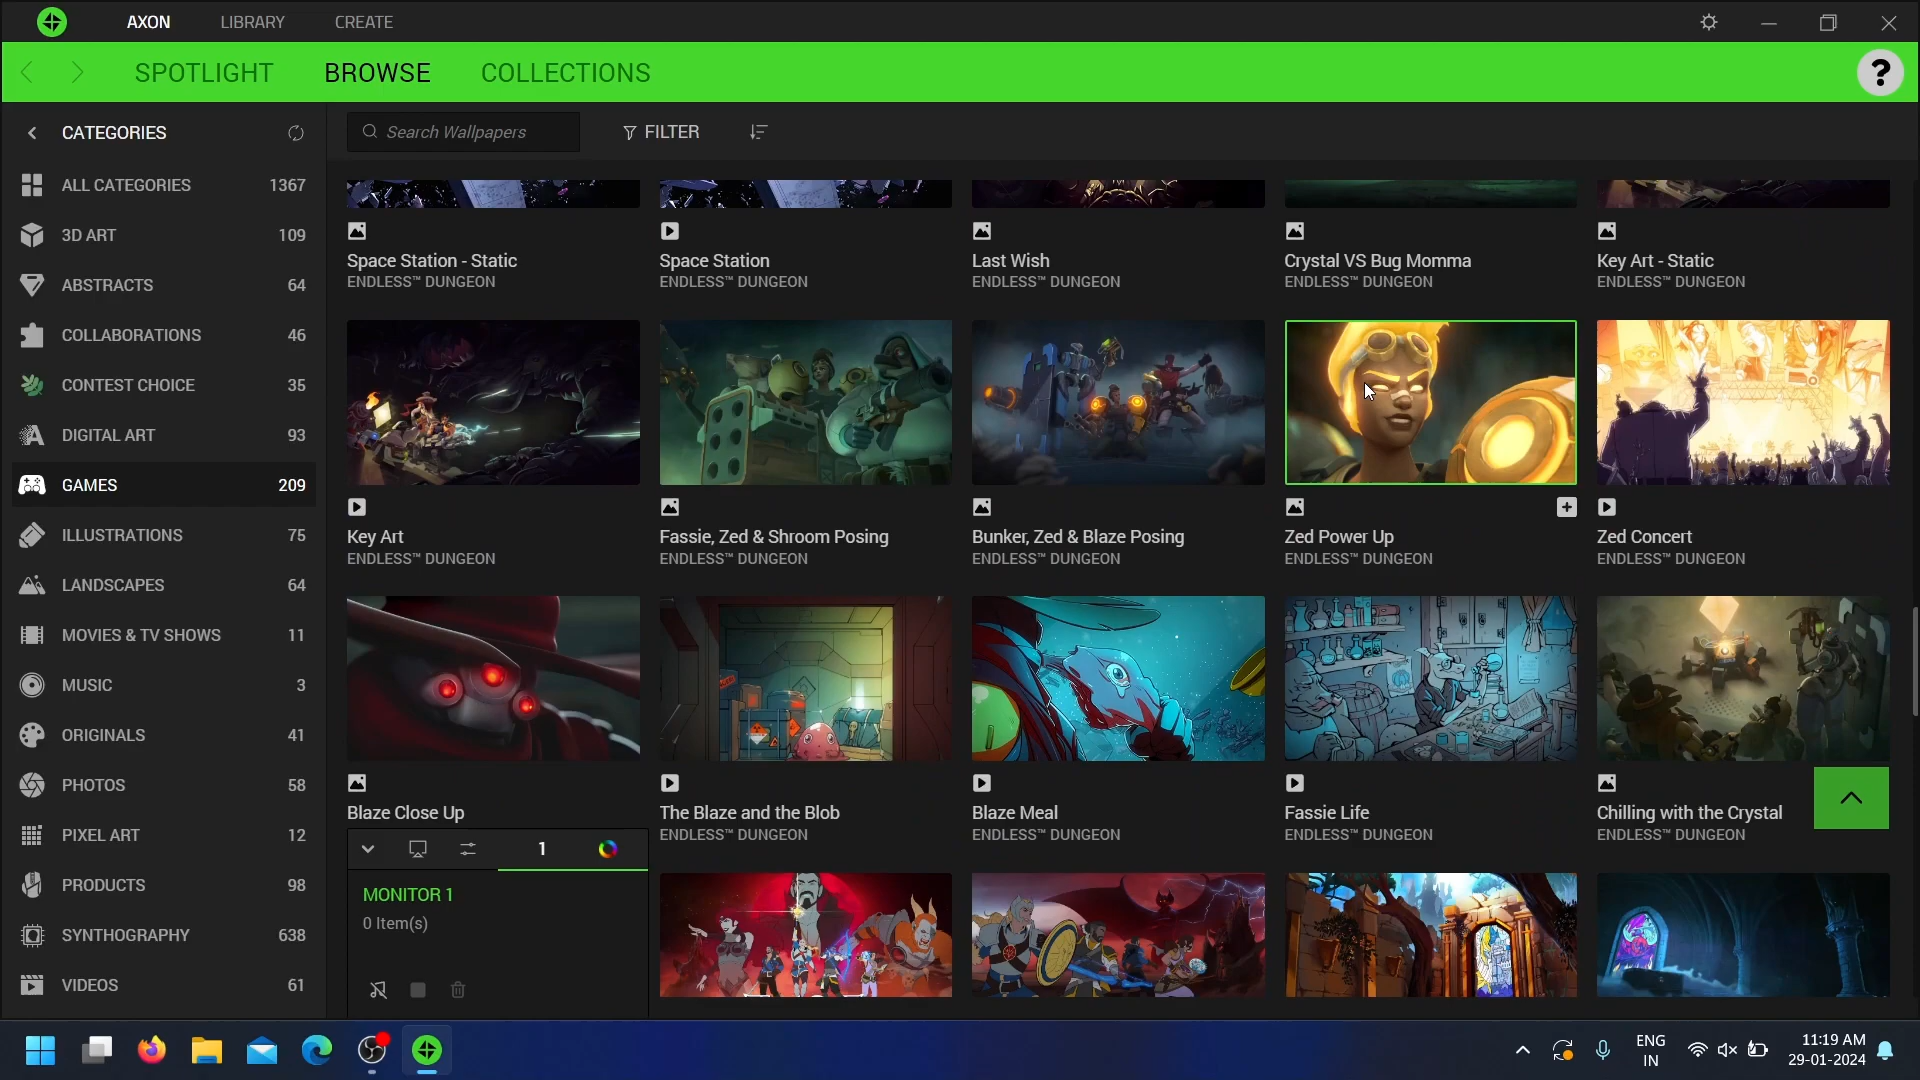 AXON LIBRARY CREATE
SPOTLIGHT BROWSE COLLECTIONS ?
CATEGORIES
Search Wallpapers FILTER
ALL CATEGORIES 1367
3D ART 109
ABSTRACTS 64
COLLABORATIONS 46
CONTEST CHOICE 35
DIGITAL ART 93
GAMES 209
ILLUSTRATIONS 75
LANDSCAPES 64
MOVIES & TV SHOWS 11
MUSIC 3
ORIGINALS 41
PHOTOS 58
PIXEL ART 12
PRODUCTS 98
SYNTHOGRAPHY 638
VIDEOS 61
Space Station - Static
ENDLESS™ DUNGEON
Space Station
ENDLESS™ DUNGEON
Last Wish
ENDLESS™ DUNGEON
Crystal VS Bug Momma
ENDLESS™ DUNGEON
Key Art - Static
ENDLESS™ DUNGEON
Key Art
ENDLESS™ DUNGEON
Fassie, Zed & Shroom Posing
ENDLESS™ DUNGEON
Bunker, Zed & Blaze Posing
ENDLESS™ DUNGEON
Zed Power Up
ENDLESS™ DUNGEON
Zed Concert
ENDLESS™ DUNGEON
Blaze Close Up
The Blaze and the Blob
ENDLESS™ DUNGEON
Blaze Meal
ENDLESS™ DUNGEON
Fassie Life
ENDLESS™ DUNGEON
Chilling with the Crystal
ENDLESS™ DUNGEON
1
MONITOR 1
0 Item(s)
ENG
IN
11:19 AM
29-01-2024